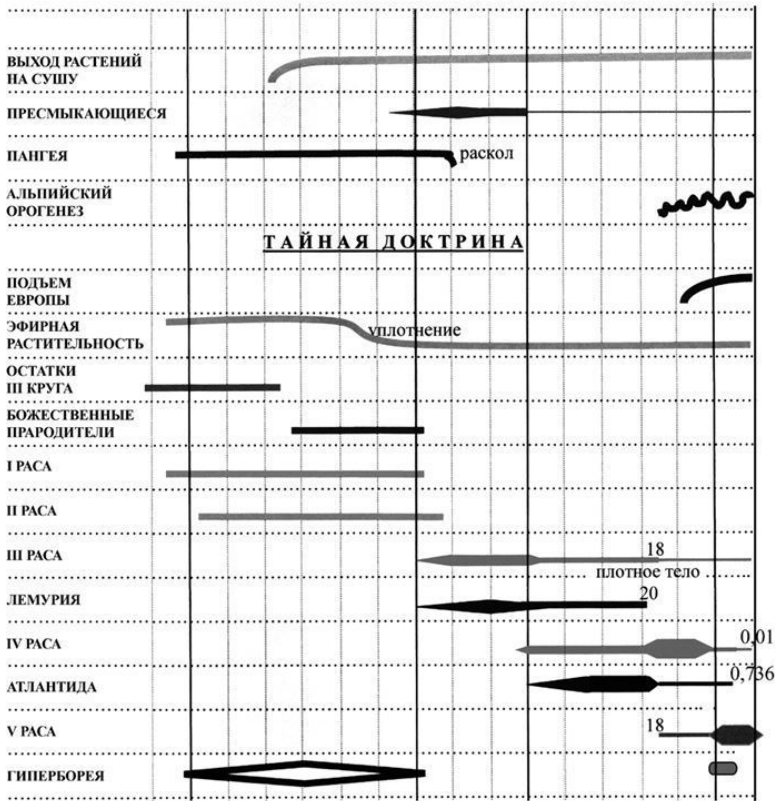 ВЫХОД РАСТЕНИЙ
НА СУШУ
ПРЕСМЫКАЮЩИЕСЯ
ПАНГЕЯ
раскол
АЛЬПИЙСКИЙ
ОРОГЕНЕЗ
ТАЙНАЯ ДОКТРИНА
ПОДЪЕМ
ЕВРОПЫ
ЭФИРНАЯ
РАСТИТЕЛЬНОСТЬ
уплотнение
ОСТАТКИ
III КРУГА
БОЖЕСТВЕННЫЕ
ПРАРОДИТЕЛИ
I РАСА
II РАСА
III РАСА
18
плотное тело
ЛЕМУРИЯ
20
IV РАСА
0,01
АТЛАНТИДА
0,736
V РАСА
18
ГИПЕРБОРЕЯ